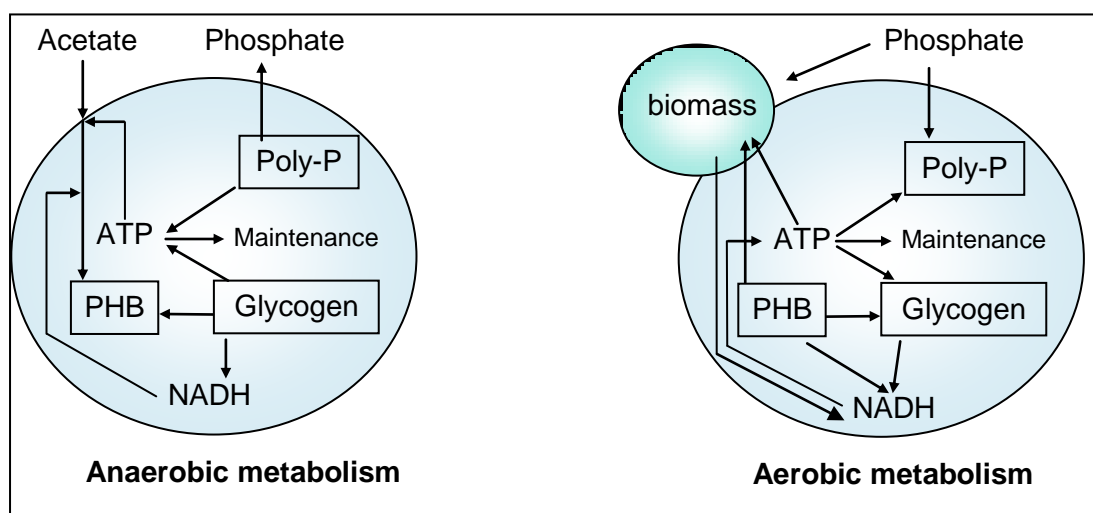 Acetate
Phosphate
Poly-P
ATP
Maintenance
PHB
Glycogen
NADH
Anaerobic metabolism
Phosphate
biomass
Poly-P
ATP
Maintenance
PHB
Glycogen
NADH
Aerobic metabolism